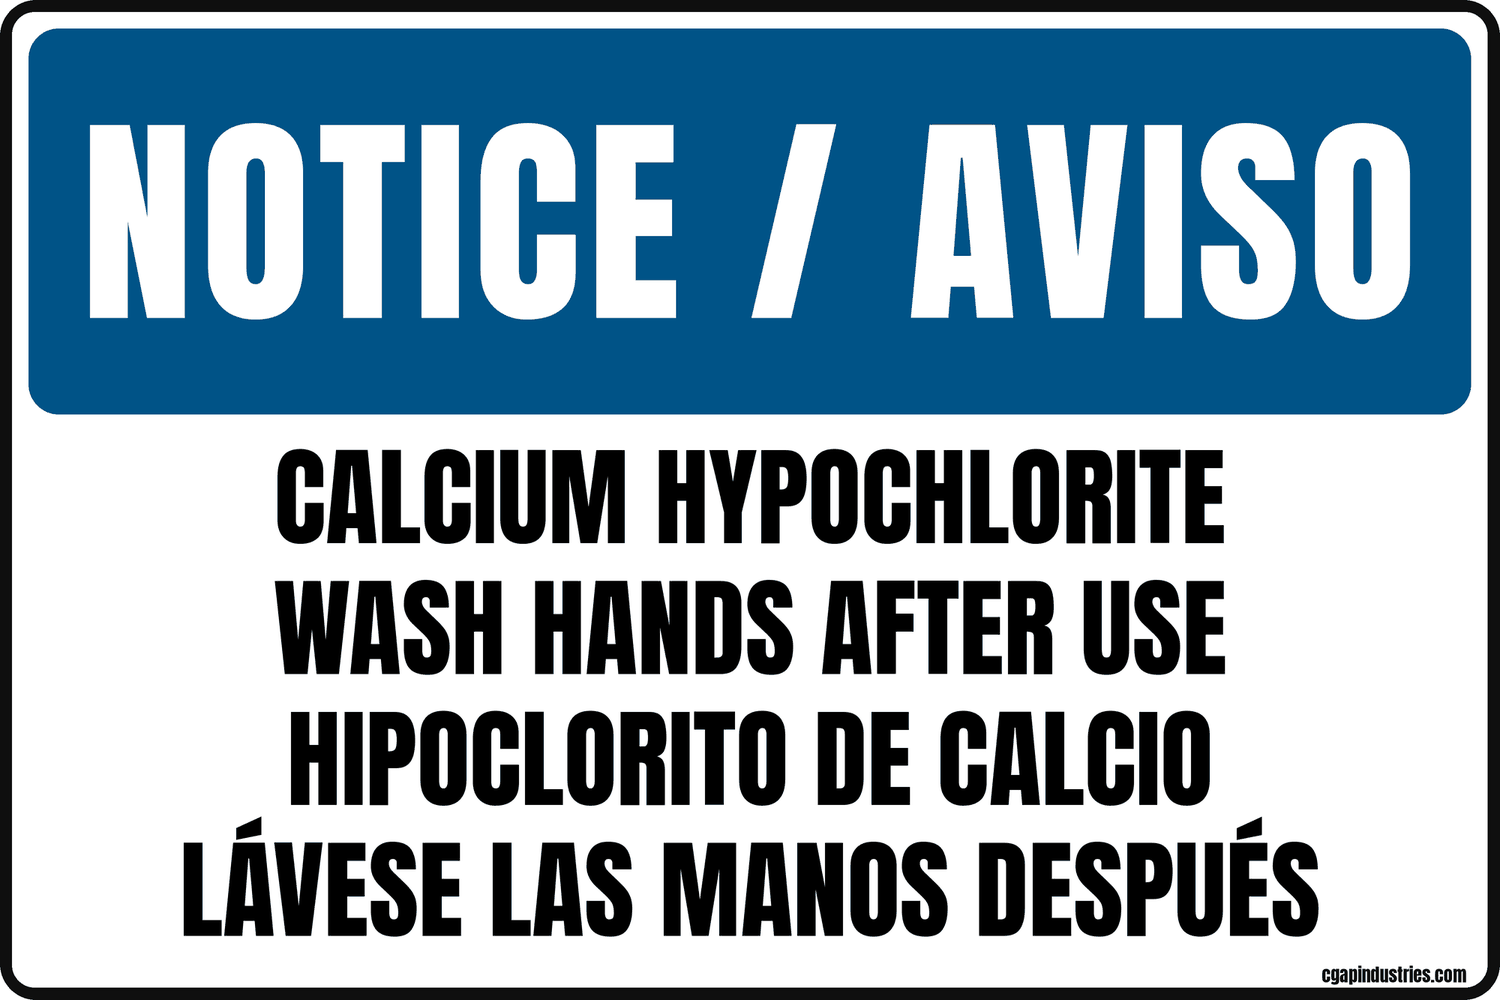 NOTICE / AVISO
CALCIUM HYPOCHLORITE
WASH HANDS AFTER USE
HIPOCLORITO DE CALCIO
LÁVESE LAS MANOS DESPUÉS
cgapindustries.com